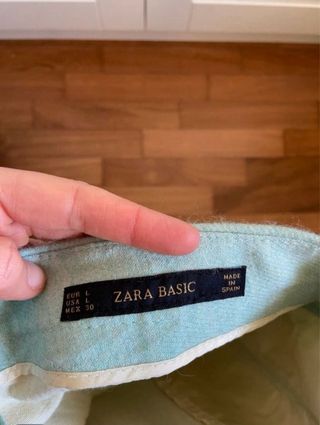 EUR L
USA L
MEX 30
ZARA BASIC
MADE IN
SPAIN